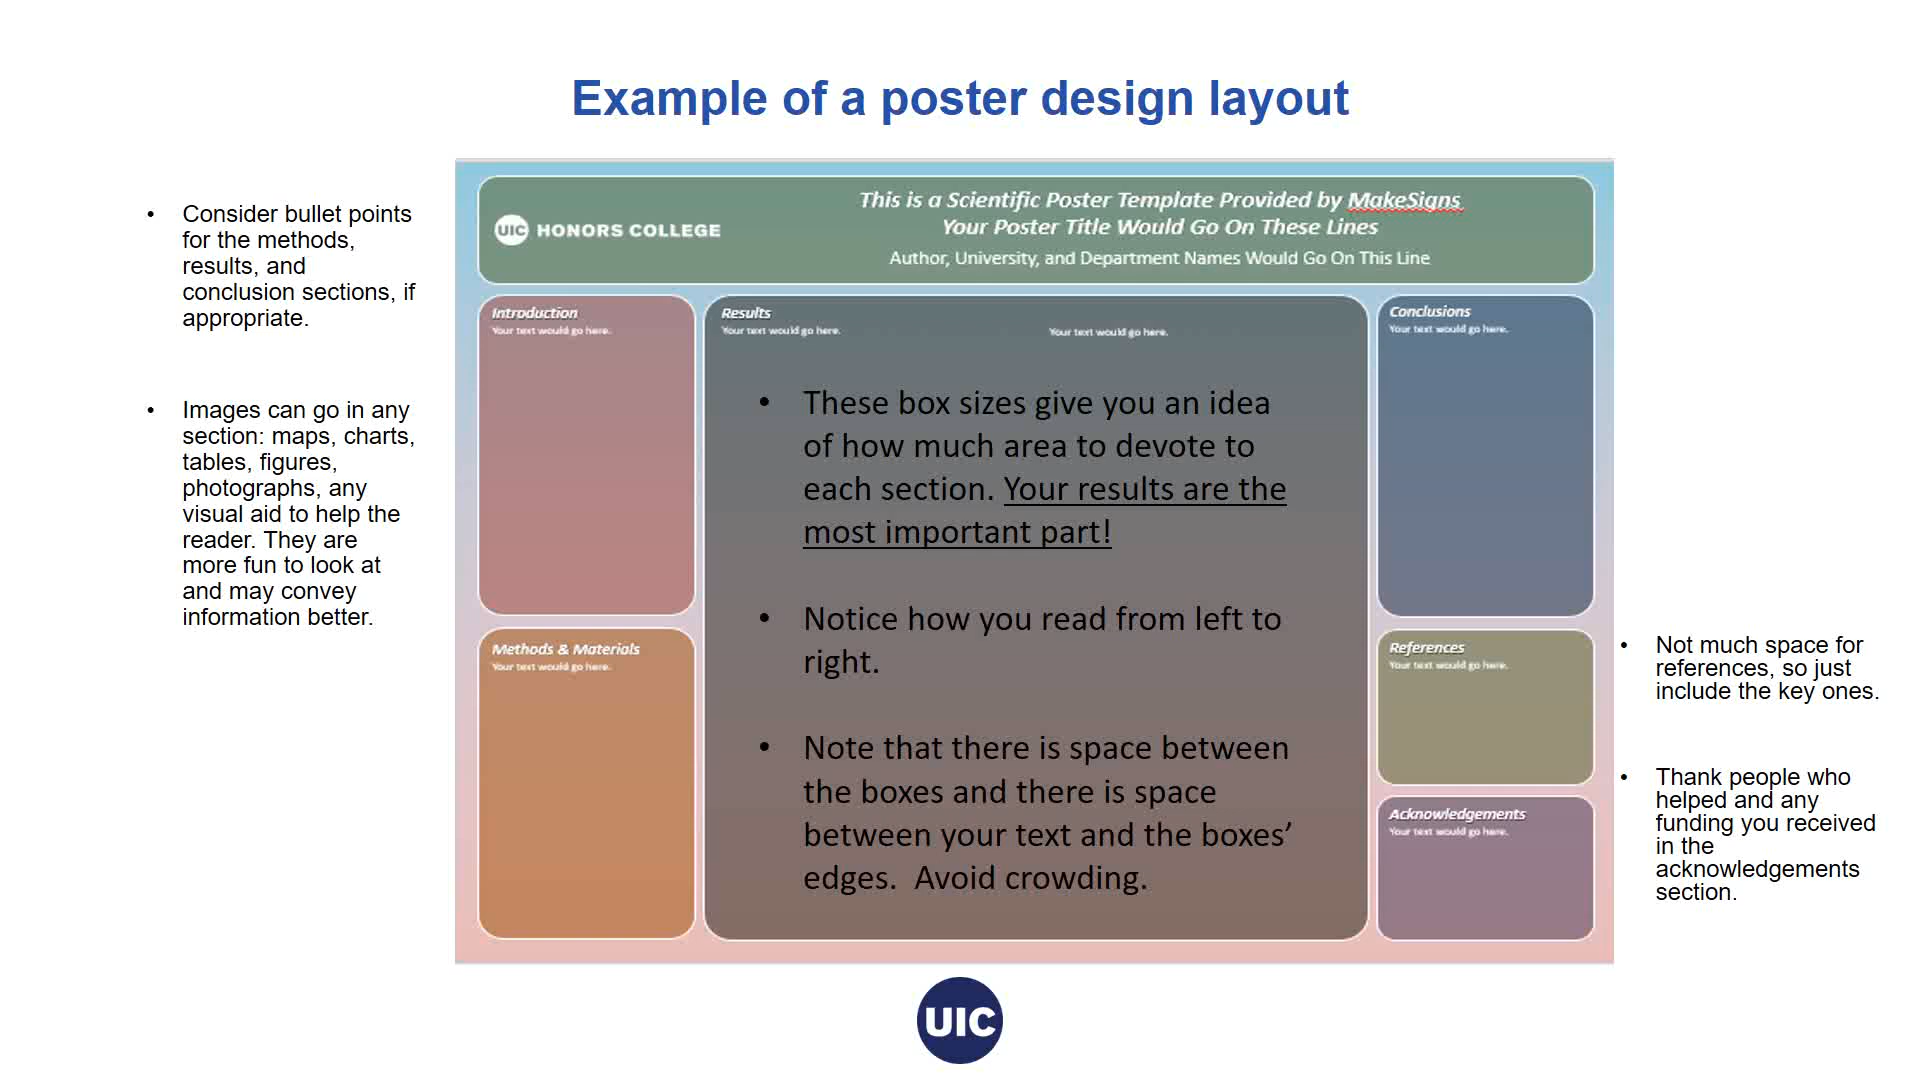 Example of a poster design layout
• Consider bullet points
for the methods,
results, and
conclusion sections, if
appropriate.
• Images can go in any
section: maps, charts,
tables, figures,
photographs, any
visual aid to help the
reader. They are
more fun to look at
and may convey
information better.
UIC HONORS COLLEGE
This is a Scientific Poster Template Provided by MakeSigns
Your Poster Title Would Go On These Lines
Author, University, and Department Names Would Go On This Line
Introduction
Your text would go here.
Methods & Materials
Your text would go here.
Results
Your text would go here.
Your text would go here.
• These box sizes give you an idea
of how much area to devote to
each section. Your results are the
most important part!
• Notice how you read from left to
right.
• Note that there is space between
the boxes and there is space
between your text and the boxes’
edges.  Avoid crowding.
Conclusions
Your text would go here.
References
Your text would go here.
Acknowledgements
Your text would go here.
• Not much space for
references, so just
include the key ones.
• Thank people who
helped and any
funding you received
in the
acknowledgements
section.
UIC